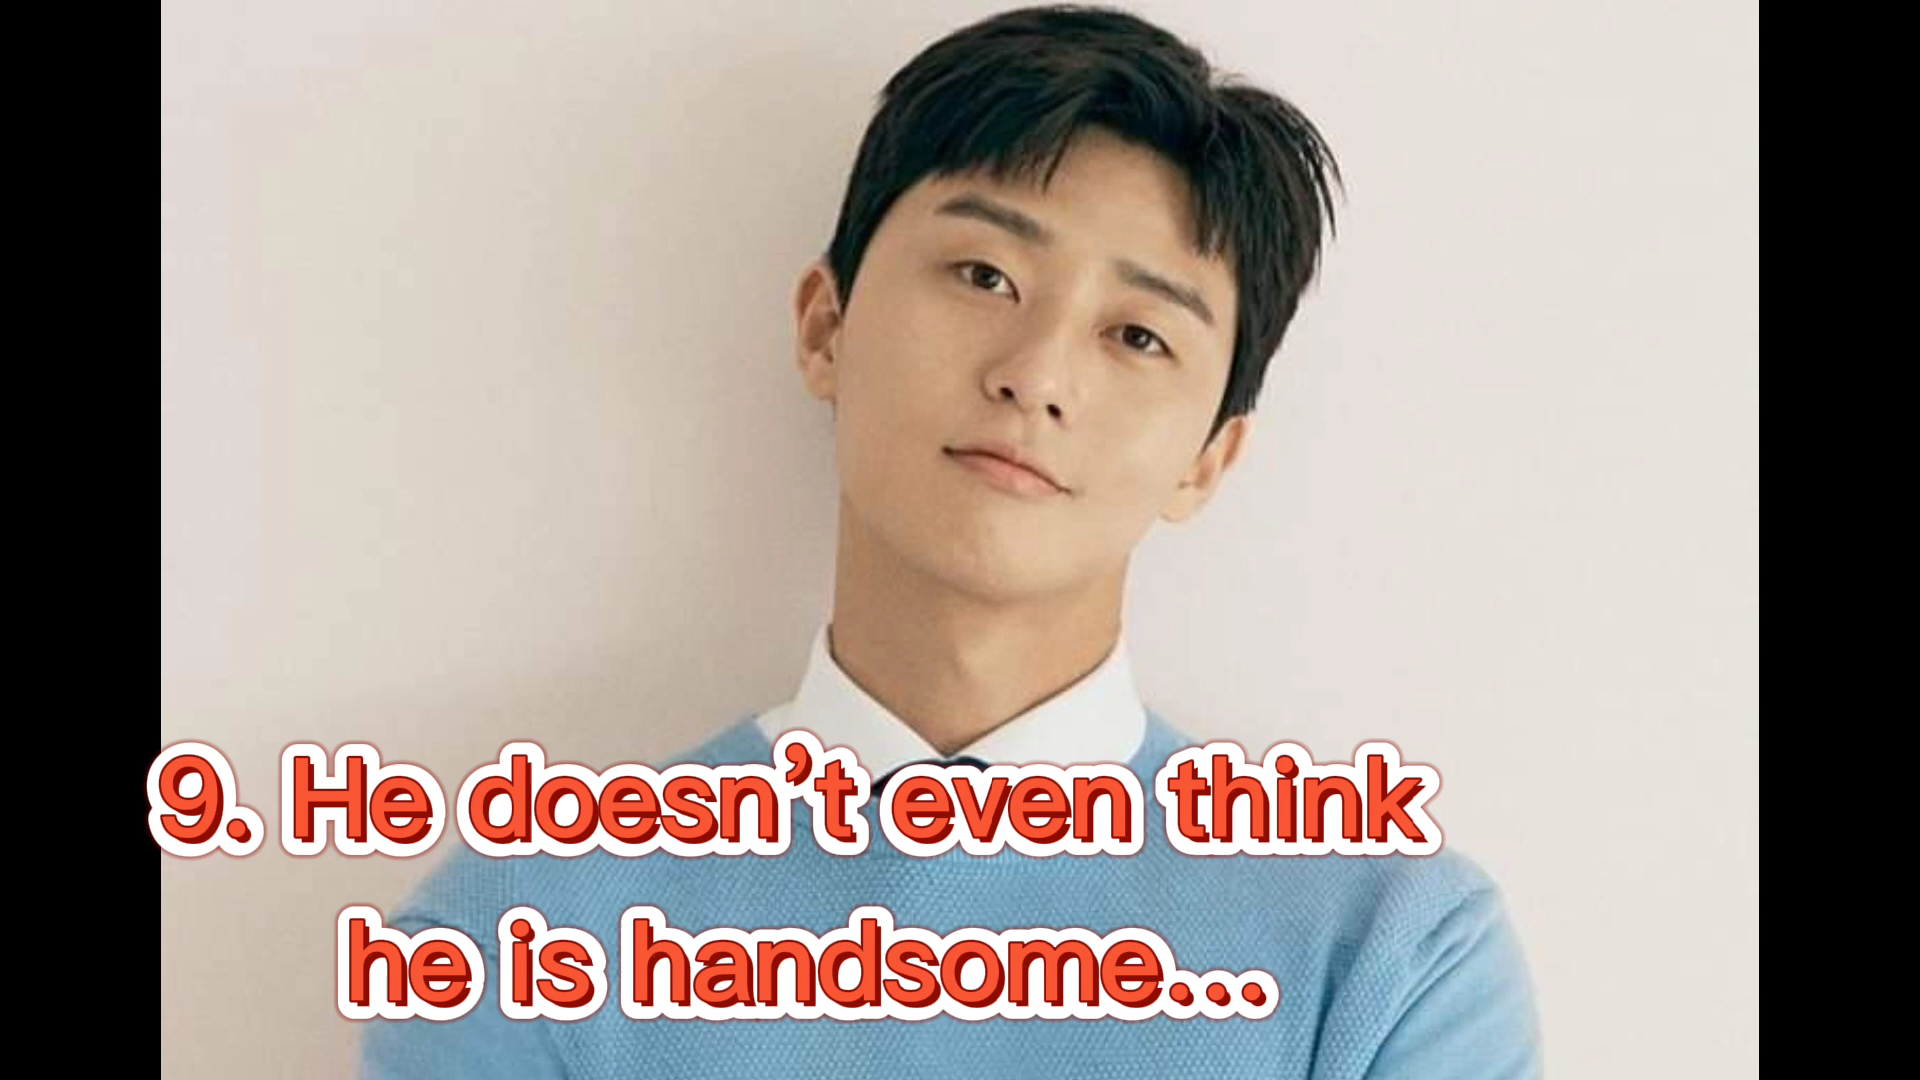 9. He doesn’t even think
he is handsome...